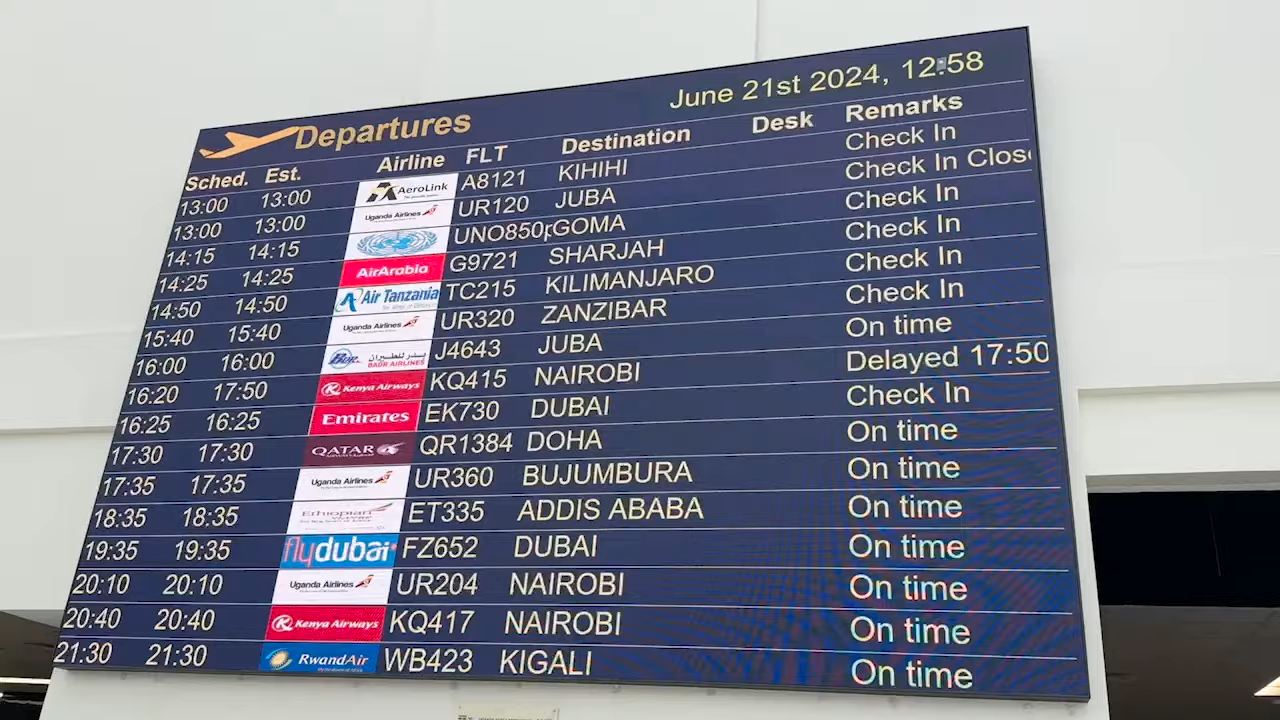 June 21st 2024, 12:58
Departures
Sched. Est. Airline FLT Destination Desk Remarks
13:00 13:00 AeroLink A8121 KIHIHI Check In
13:00 13:00 Uganda Airlines UR120 JUBA Check In Close
14:15 14:15 UNO850 GOMA Check In
14:25 14:25 AirArabia G9721 SHARJAH Check In
14:50 14:50 Air Tanzania TC215 KILIMANJARO Check In
15:40 15:40 Uganda Airlines UR320 ZANZIBAR Check In
16:00 16:00 بدر للطيران BADR AIRLINES J4643 JUBA On time
16:20 17:50 Kenya Airways KQ415 NAIROBI Delayed 17:50
16:25 16:25 Emirates EK730 DUBAI Check In
17:30 17:30 QATAR QR1384 DOHA On time
17:35 17:35 Uganda Airlines UR360 BUJUMBURA On time
18:35 18:35 Ethiopian ET335 ADDIS ABABA On time
19:35 19:35 flydubai FZ652 DUBAI On time
20:10 20:10 Uganda Airlines UR204 NAIROBI On time
20:40 20:40 Kenya Airways KQ417 NAIROBI On time
21:30 21:30 RwandAir WB423 KIGALI On time